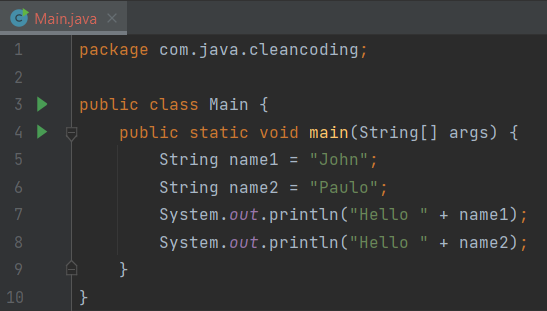 Main.java
1 package com.java.cleancoding;
2
3 public class Main {
4     public static void main(String[] args) {
5         String name1 = "John";
6         String name2 = "Paulo";
7         System.out.println("Hello " + name1);
8         System.out.println("Hello " + name2);
9     }
10 }